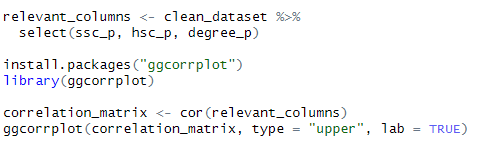 relevant_columns <- clean_dataset %>%
  select(ssc_p, hsc_p, degree_p)
install.packages("ggcorrplot")
library(ggcorrplot)
correlation_matrix <- cor(relevant_columns)
ggcorrplot(correlation_matrix, type = "upper", lab = TRUE)